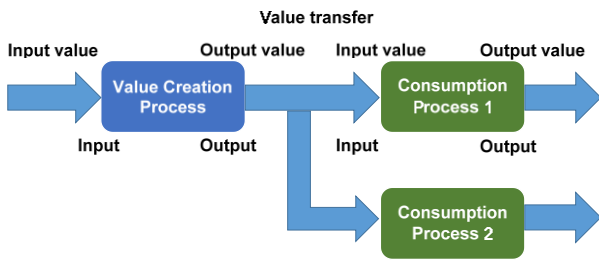 Value transfer
Input value
Output value
Input value
Output value
Value Creation
Process
Consumption
Process 1
Input
Output
Input
Output
Consumption
Process 2